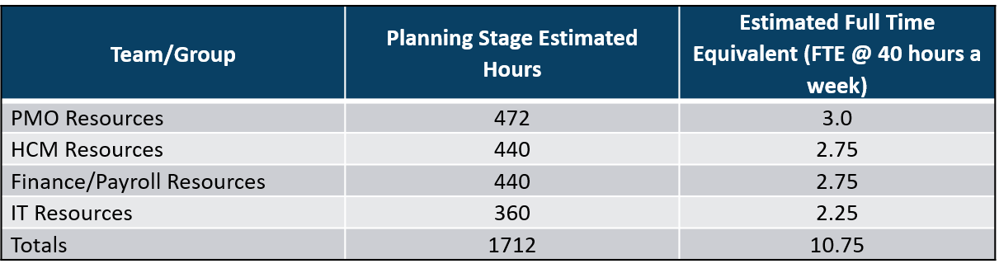 Team/Group
Planning Stage Estimated
Hours
Estimated Full Time
Equivalent (FTE @ 40 hours a
week)
PMO Resources 472 3.0
HCM Resources 440 2.75
Finance/Payroll Resources 440 2.75
IT Resources 360 2.25
Totals 1712 10.75